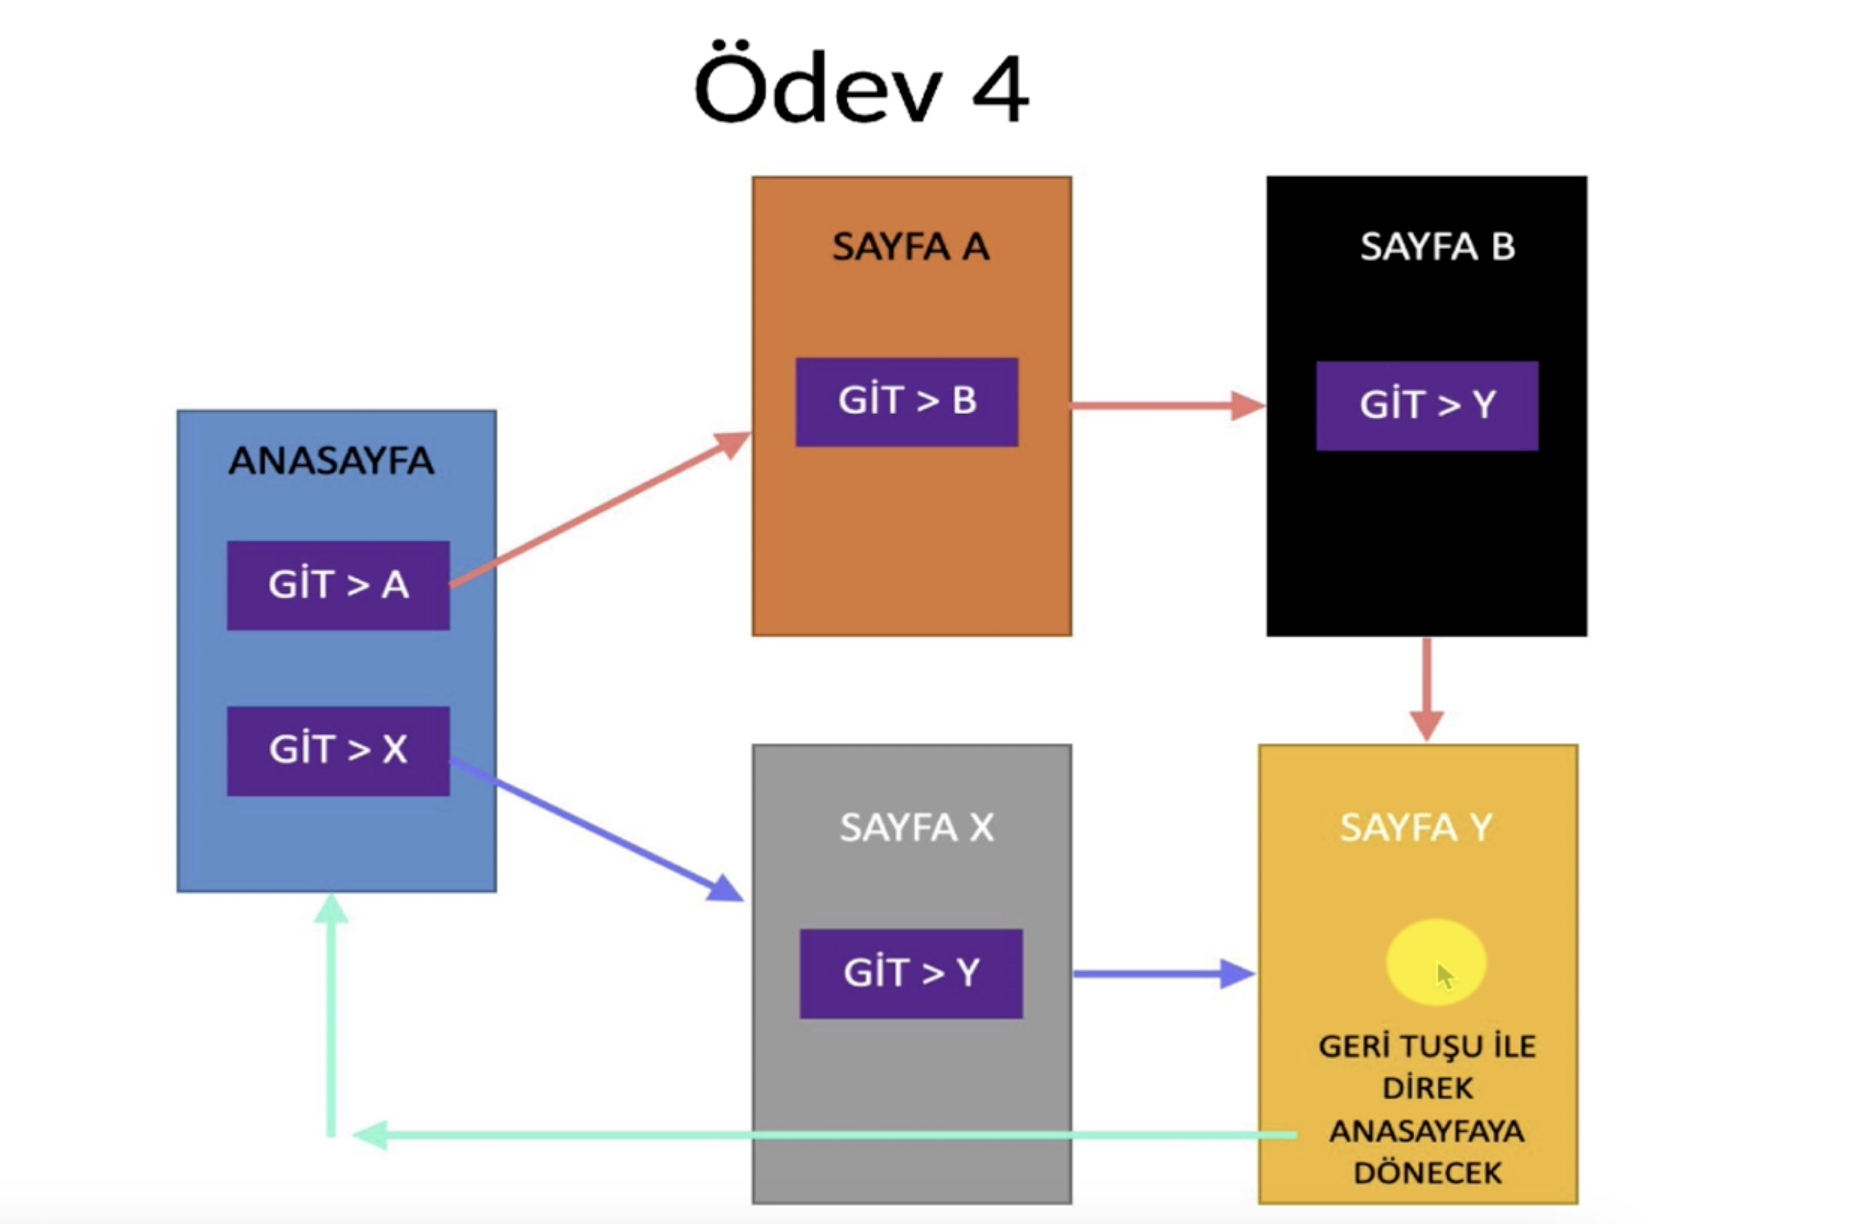 Ödev 4
ANASAYFA
GİT > A
GİT > X
SAYFA A
GİT > B
SAYFA B
GİT > Y
SAYFA X
GİT > Y
SAYFA Y
GERİ TUŞU İLE
DİREK
ANASAYFAYA
DÖNECEK